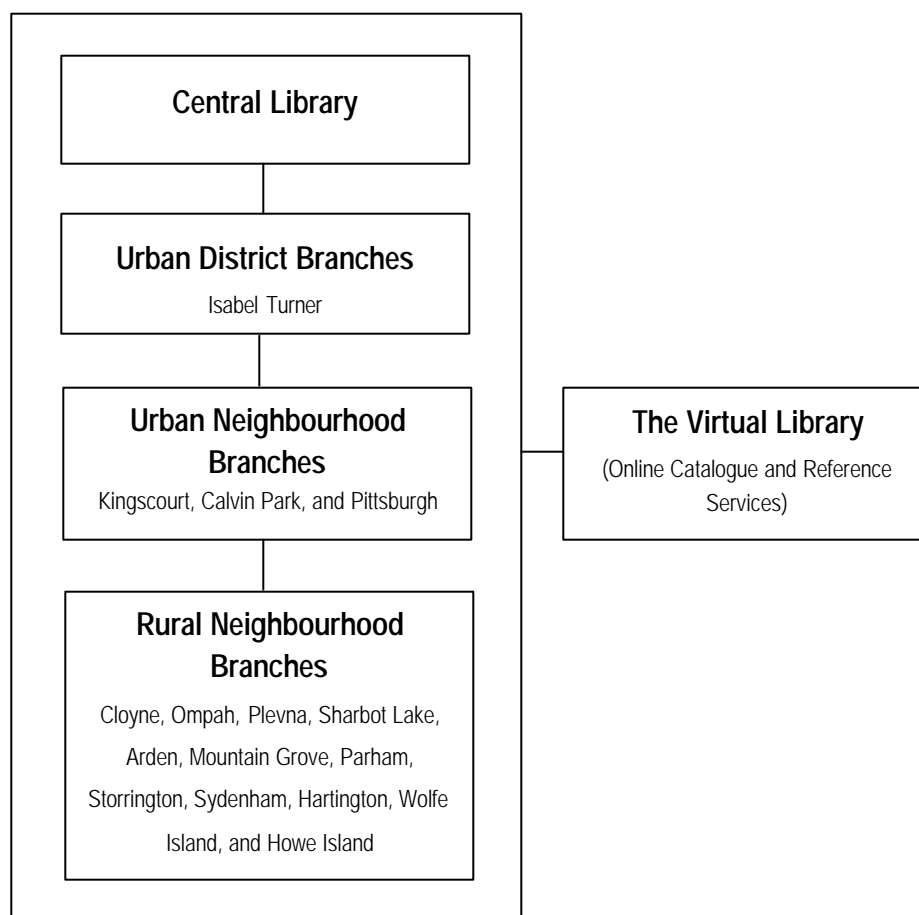 Central Library
Urban District Branches
Isabel Turner
Urban Neighbourhood
Branches
Kingscourt, Calvin Park, and Pittsburgh
Rural Neighbourhood
Branches
Cloyne, Ompah, Plevna, Sharbot Lake,
Arden, Mountain Grove, Parham,
Storrington, Sydenham, Hartington, Wolfe
Island, and Howe Island
The Virtual Library
(Online Catalogue and Reference
Services)